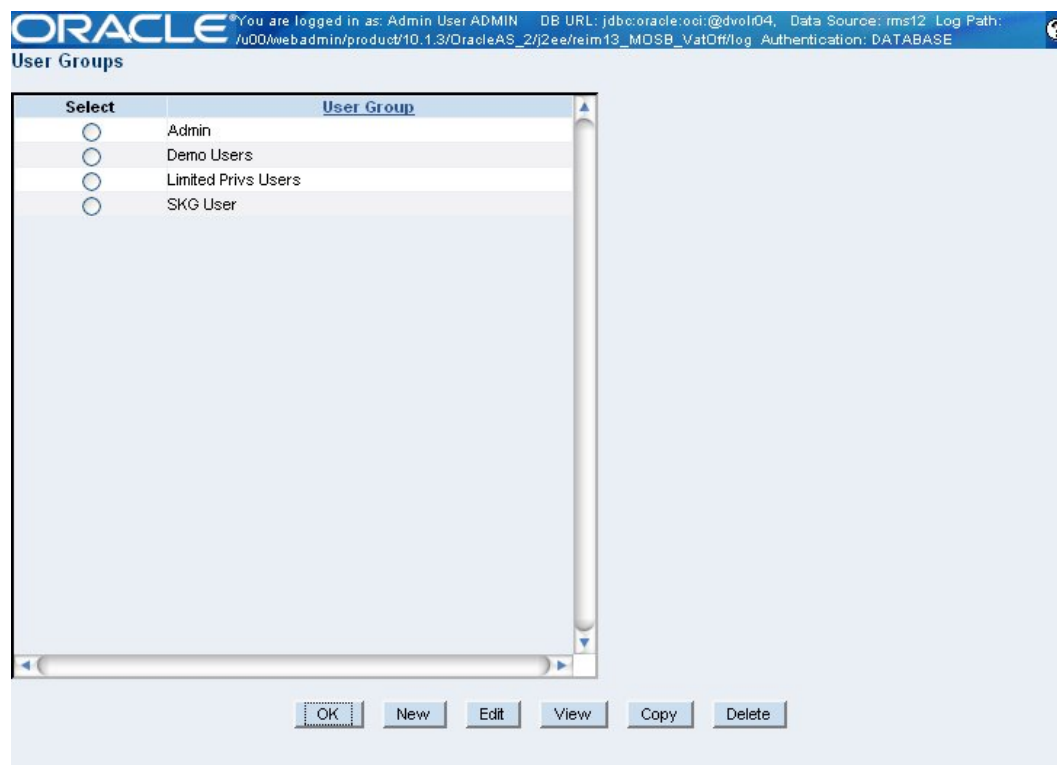 ORACLE® You are logged in as: Admin User ADMIN DB URL: jdbc:oracle:oci:@dvolr04, Data Source: rms12 Log Path:
/u00/webadmin/product/10.1.3/OracleAS_2/j2ee/reim13_MOSB_VatOff/log Authentication: DATABASE
?
User Groups
Select User Group
Admin
Demo Users
Limited Privs Users
SKG User
OK New Edit View Copy Delete